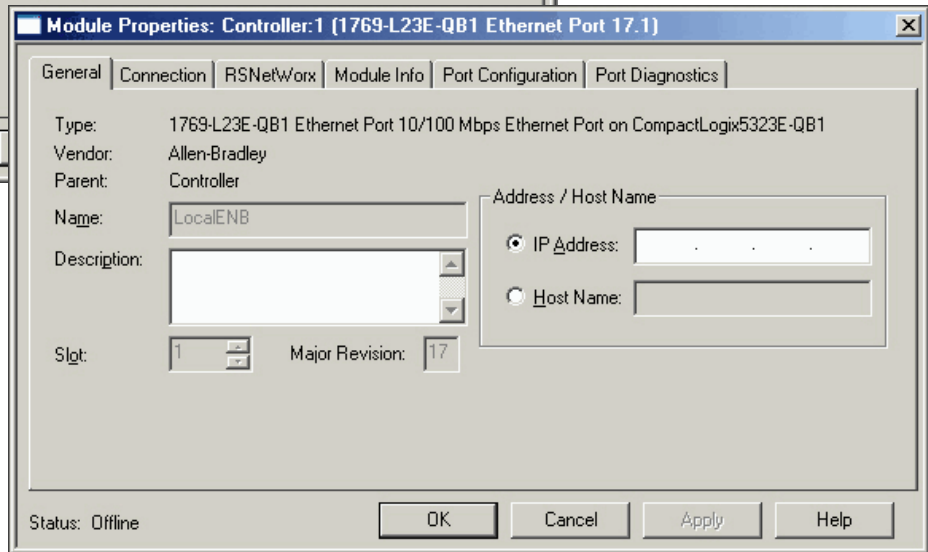 Module Properties: Controller:1 (1769-L23E-QB1 Ethernet Port 17.1)
General Connection RSNetWorx Module Info Port Configuration Port Diagnostics
Type: 1769-L23E-QB1 Ethernet Port 10/100 Mbps Ethernet Port on CompactLogix5323E-QB1
Vendor: Allen-Bradley
Parent: Controller
Name: LocalENB
Description:
Slot: 1 Major Revision: 17
Address / Host Name
IP Address: . . .
Host Name:
Status: Offline OK Cancel Apply Help